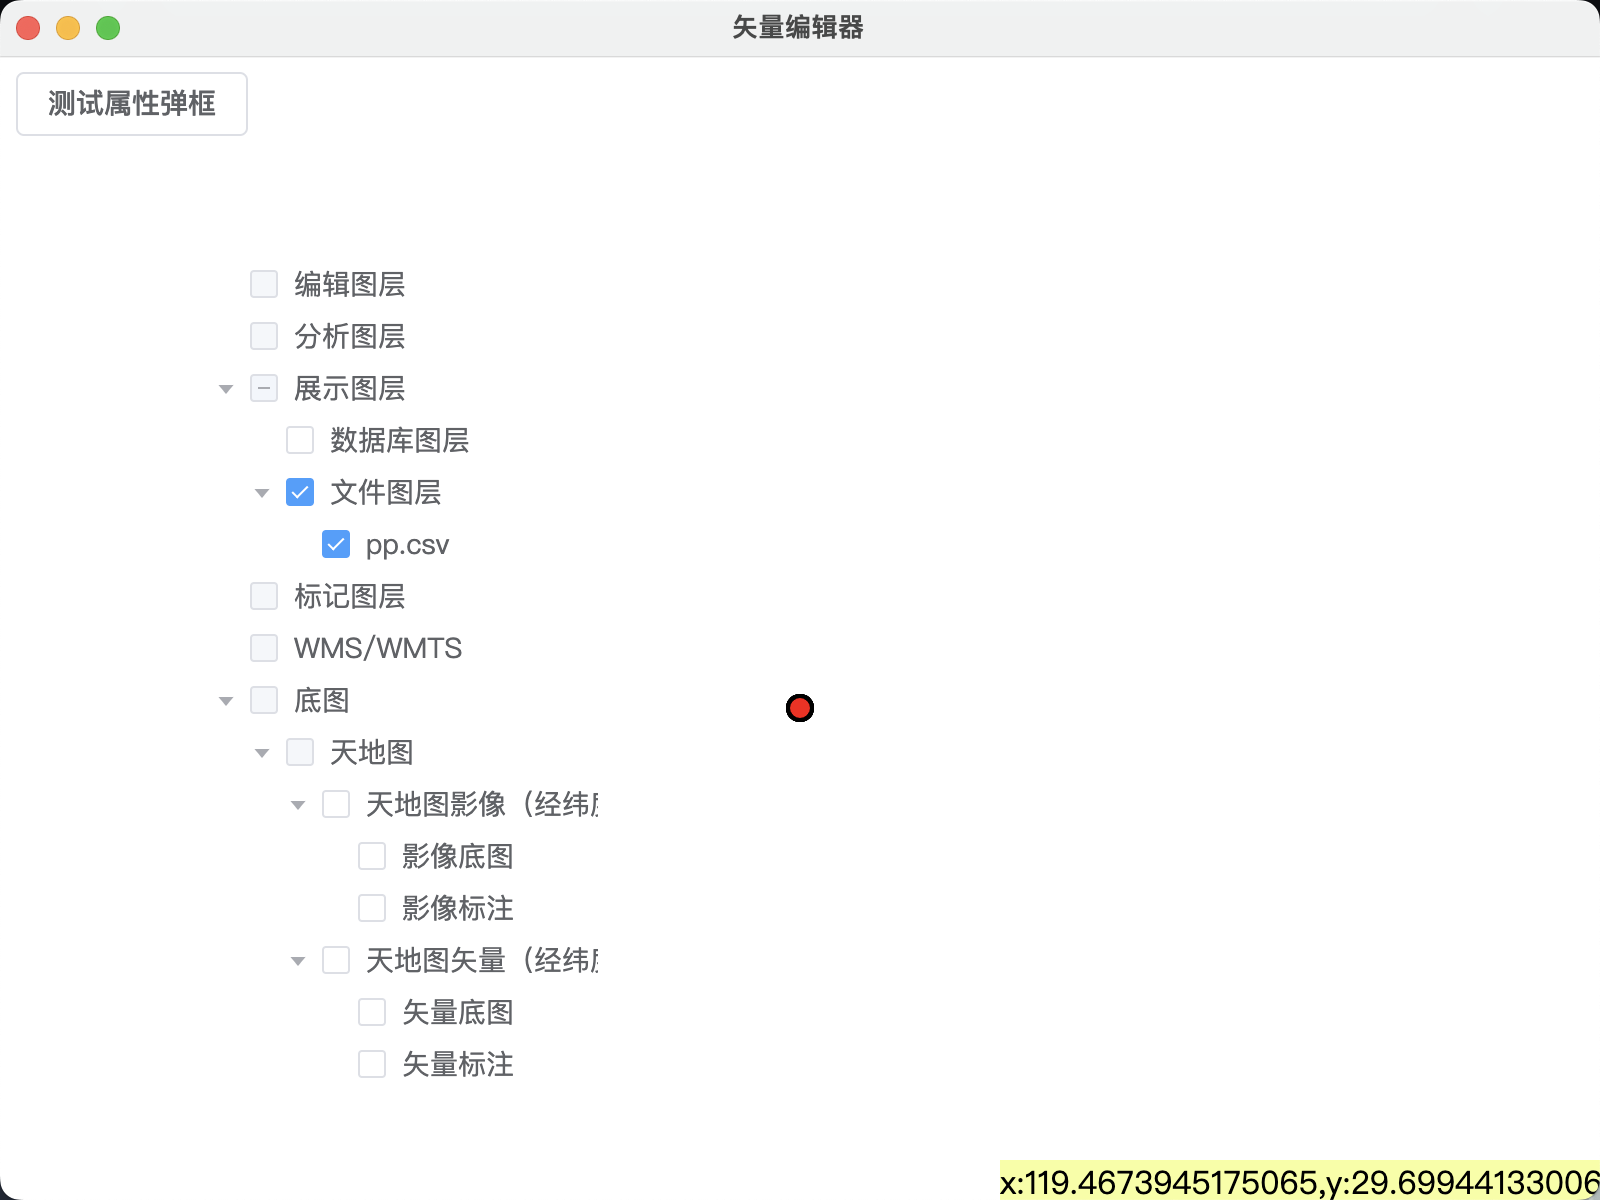 矢量编辑器
测试属性弹框
编辑图层
分析图层
展示图层
数据库图层
文件图层
pp.csv
标记图层
WMS/WMTS
底图
天地图
天地图影像（经纬
影像底图
影像标注
天地图矢量（经纬
矢量底图
矢量标注
x:119.4673945175065,y:29.69944133006